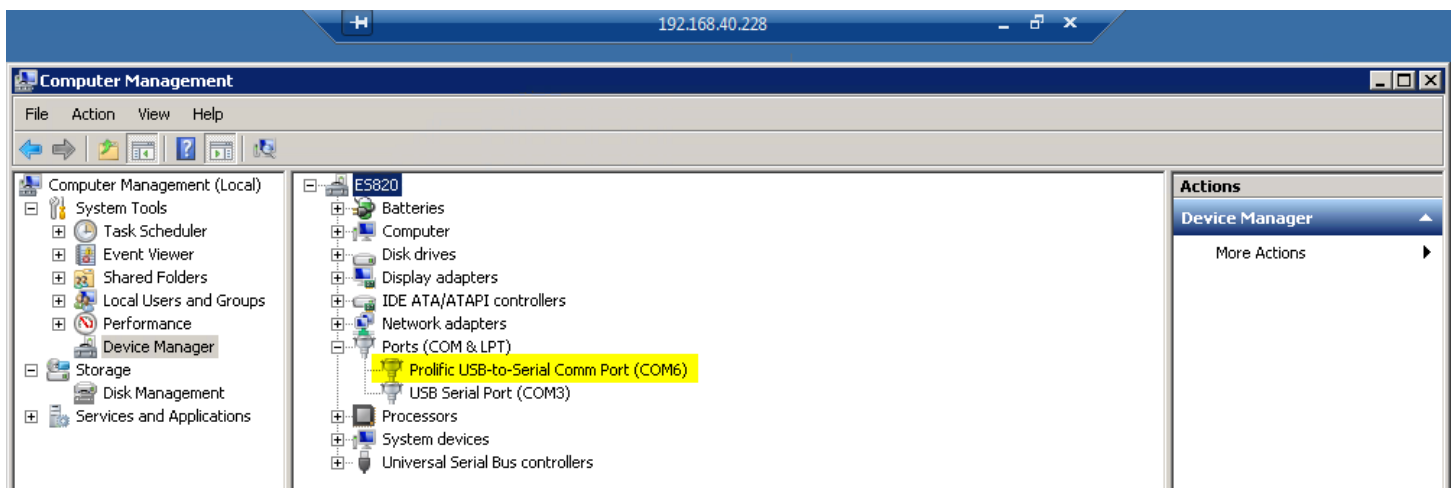 192.168.40.228
Computer Management
File Action View Help
Computer Management (Local)
System Tools
Task Scheduler
Event Viewer
Shared Folders
Local Users and Groups
Performance
Device Manager
Storage
Disk Management
Services and Applications
ES820
Batteries
Computer
Disk drives
Display adapters
IDE ATA/ATAPI controllers
Network adapters
Ports (COM & LPT)
Prolific USB-to-Serial Comm Port (COM6)
USB Serial Port (COM3)
Processors
System devices
Universal Serial Bus controllers
Actions
Device Manager
More Actions